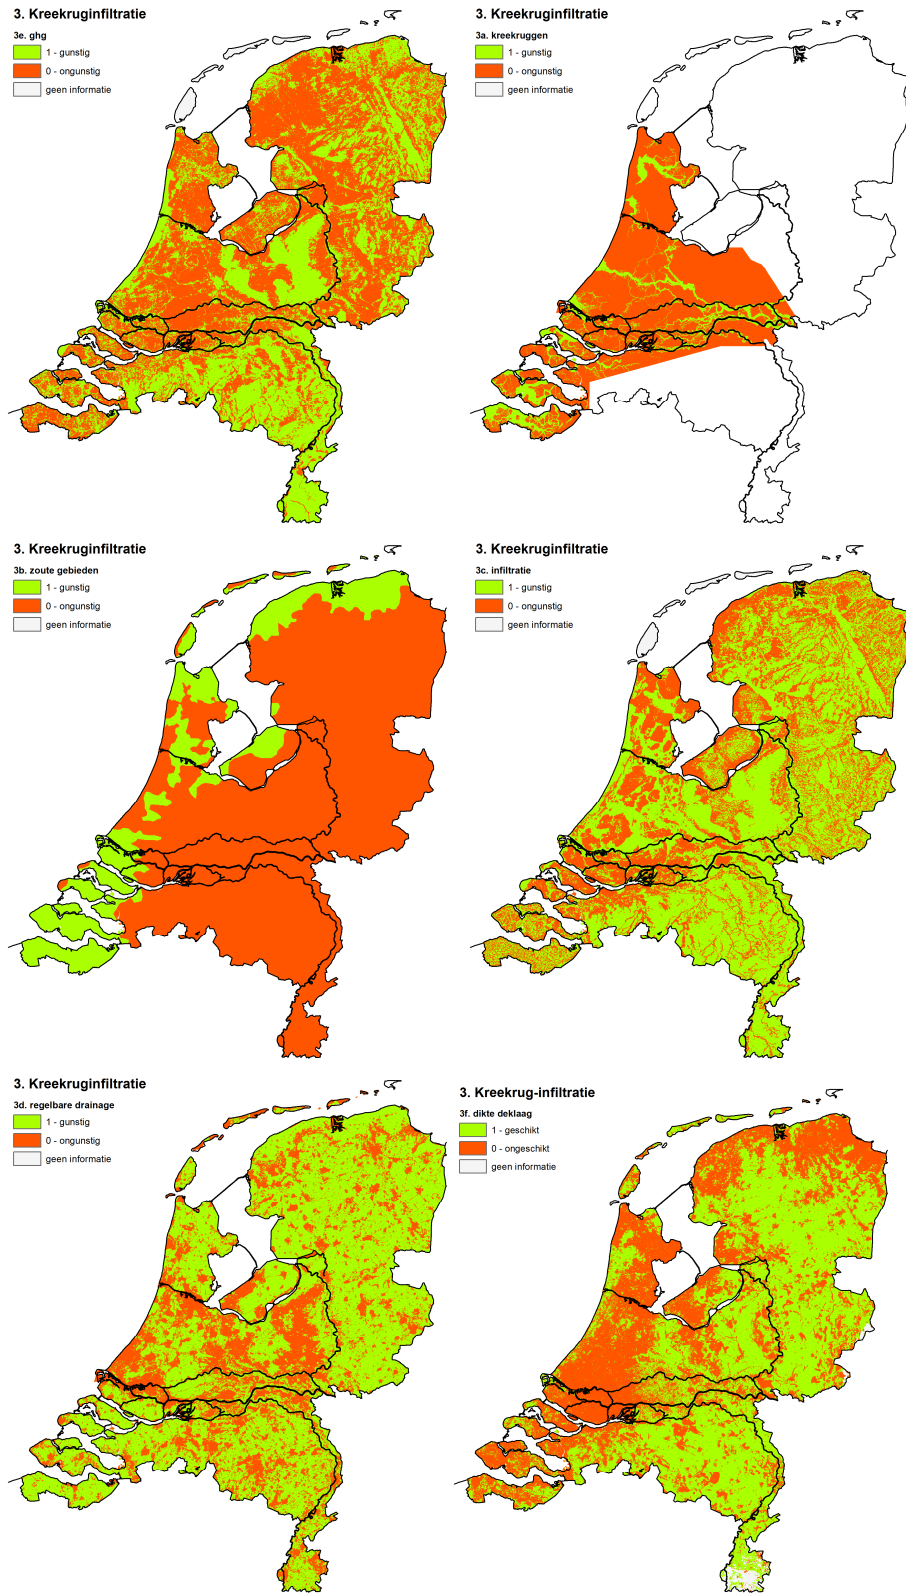 3. Kreekruginfiltratie
3e. ghg
1 - gunstig
0 - ongunstig
geen informatie
3. Kreekruginfiltratie
3a. kreekruggen
1 - gunstig
0 - ongunstig
geen informatie
3. Kreekruginfiltratie
3b. zoute gebieden
1 - gunstig
0 - ongunstig
geen informatie
3. Kreekruginfiltratie
3c. infiltratie
1 - gunstig
0 - ongunstig
geen informatie
3. Kreekruginfiltratie
3d. regelbare drainage
1 - gunstig
0 - ongunstig
geen informatie
3. Kreekrug-infiltratie
3f. dikte deklaag
1 - geschikt
0 - ongeschikt
geen informatie